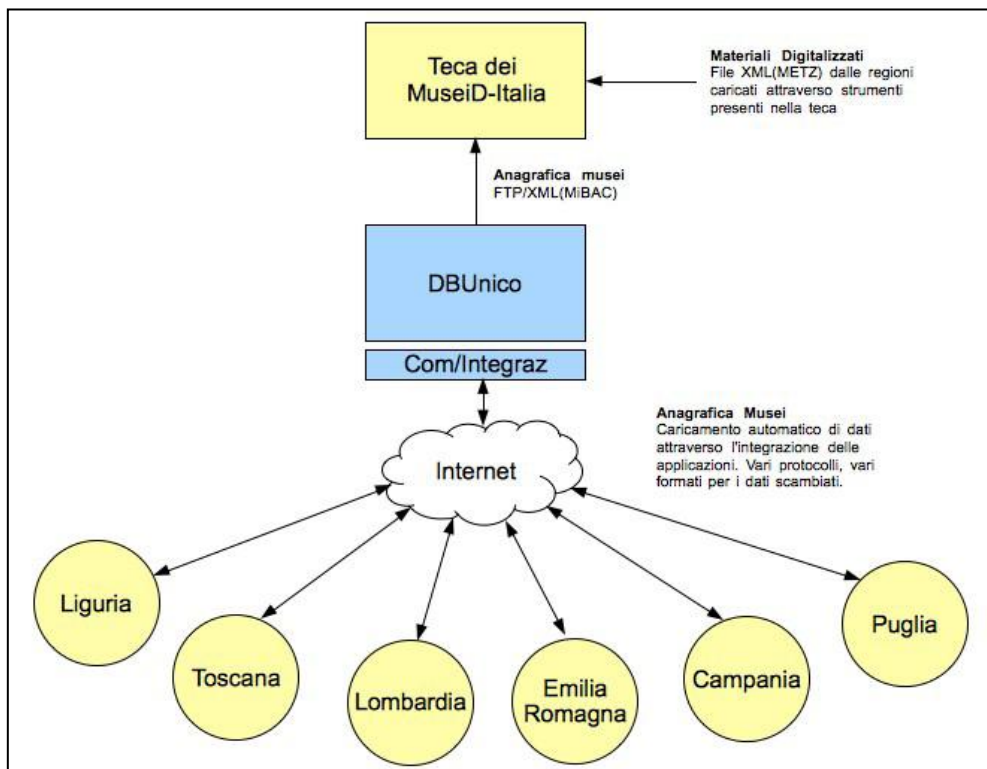 Teca dei
MuseiD-Italia
Materiali Digitalizzati
File XML(METZ) dalle regioni
caricati attraverso strumenti
presenti nella teca
Anagrafica musei
FTP/XML(MiBAC)
DBUnico
Com/Integraz
Anagrafica Musei
Caricamento automatico di dati
attraverso l'integrazione delle
applicazioni. Vari protocolli, vari
formati per i dati scambiati.
Internet
Liguria
Toscana
Lombardia
Emilia
Romagna
Campania
Puglia